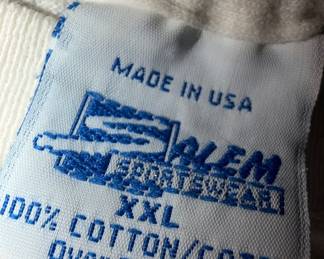 MADE IN USA
SALEM
SPORTSWEAR
XXL
100% COTTON/